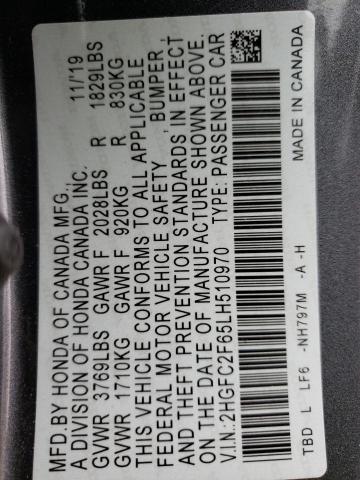 MFD.BY HONDA OF CANADA MFG.,
A DIVISION OF HONDA CANADA INC. 11/'19
GVWR 3769LBS GAWR F 2028LBS R 1829LBS
GVWR 1710KG GAWR F 920KG R 830KG
THIS VEHICLE CONFORMS TO ALL APPLICABLE
FEDERAL MOTOR VEHICLE SAFETY, BUMPER,
AND THEFT PREVENTION STANDARDS IN EFFECT
ON THE DATE OF MANUFACTURE SHOWN ABOVE.
V.I.N.:2HGFC2F65LH510970 TYPE: PASSENGER CAR
TBD L LF6 -NH797M -A -H MADE IN CANADA